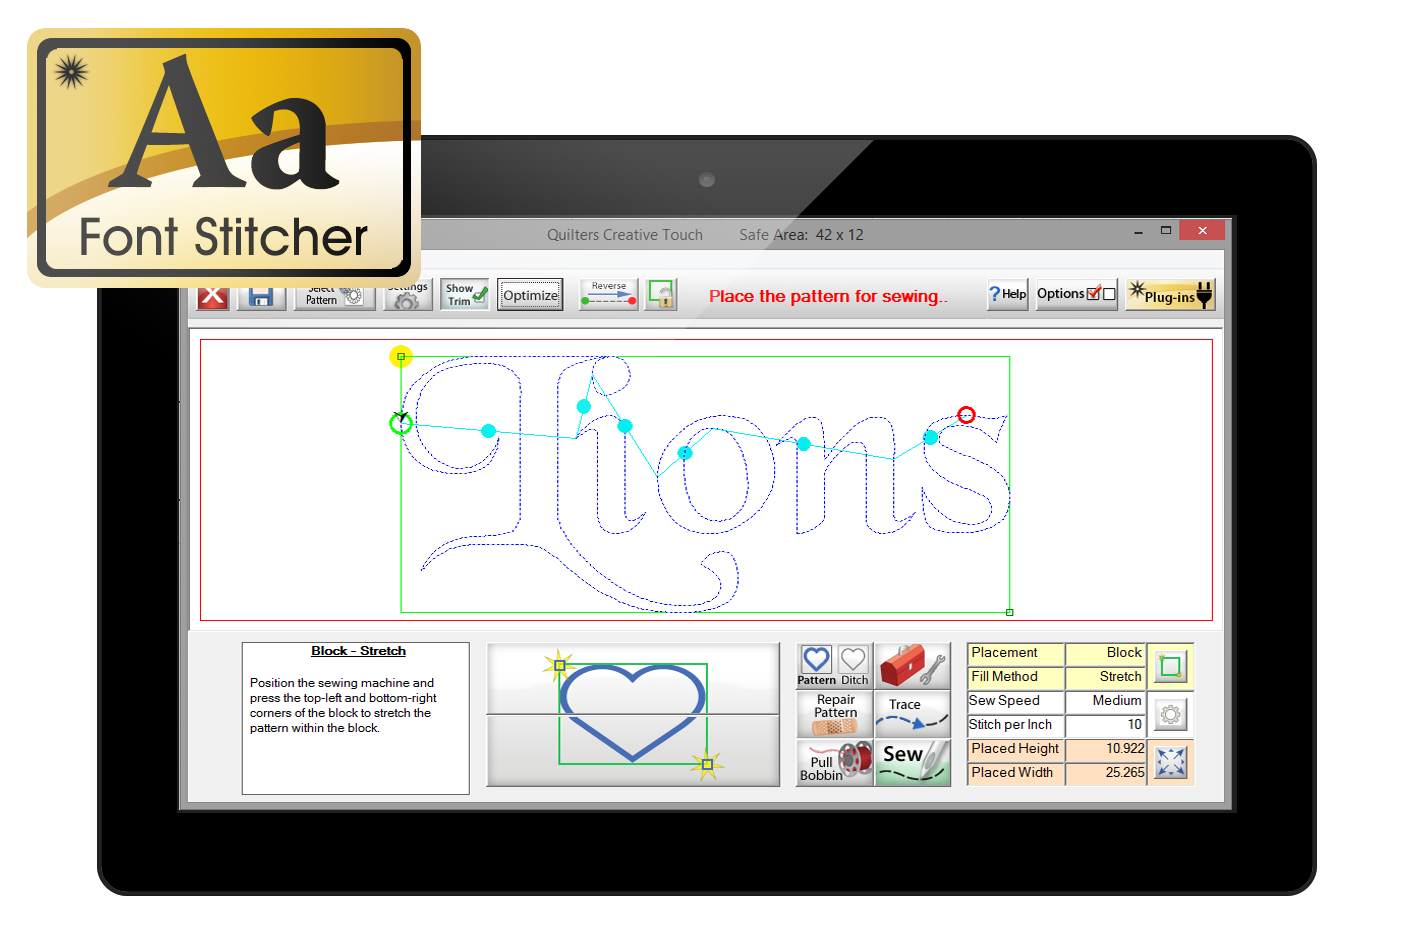 Aa
Font Stitcher
Quilters Creative Touch Safe Area: 42 x 12
Select
Pattern
Settings
Show
Trim
Optimize
Reverse
Place the pattern for sewing..
? Help
Options
Plug-ins
Lions
Block - Stretch
Position the sewing machine and
press the top-left and bottom-right
corners of the block to stretch the
pattern within the block.
Pattern Ditch
Repair
Pattern
Trace
Pull
Bobbin
Sew
Placement Block
Fill Method Stretch
Sew Speed Medium
Stitch per Inch 10
Placed Height 10.922
Placed Width 25.265